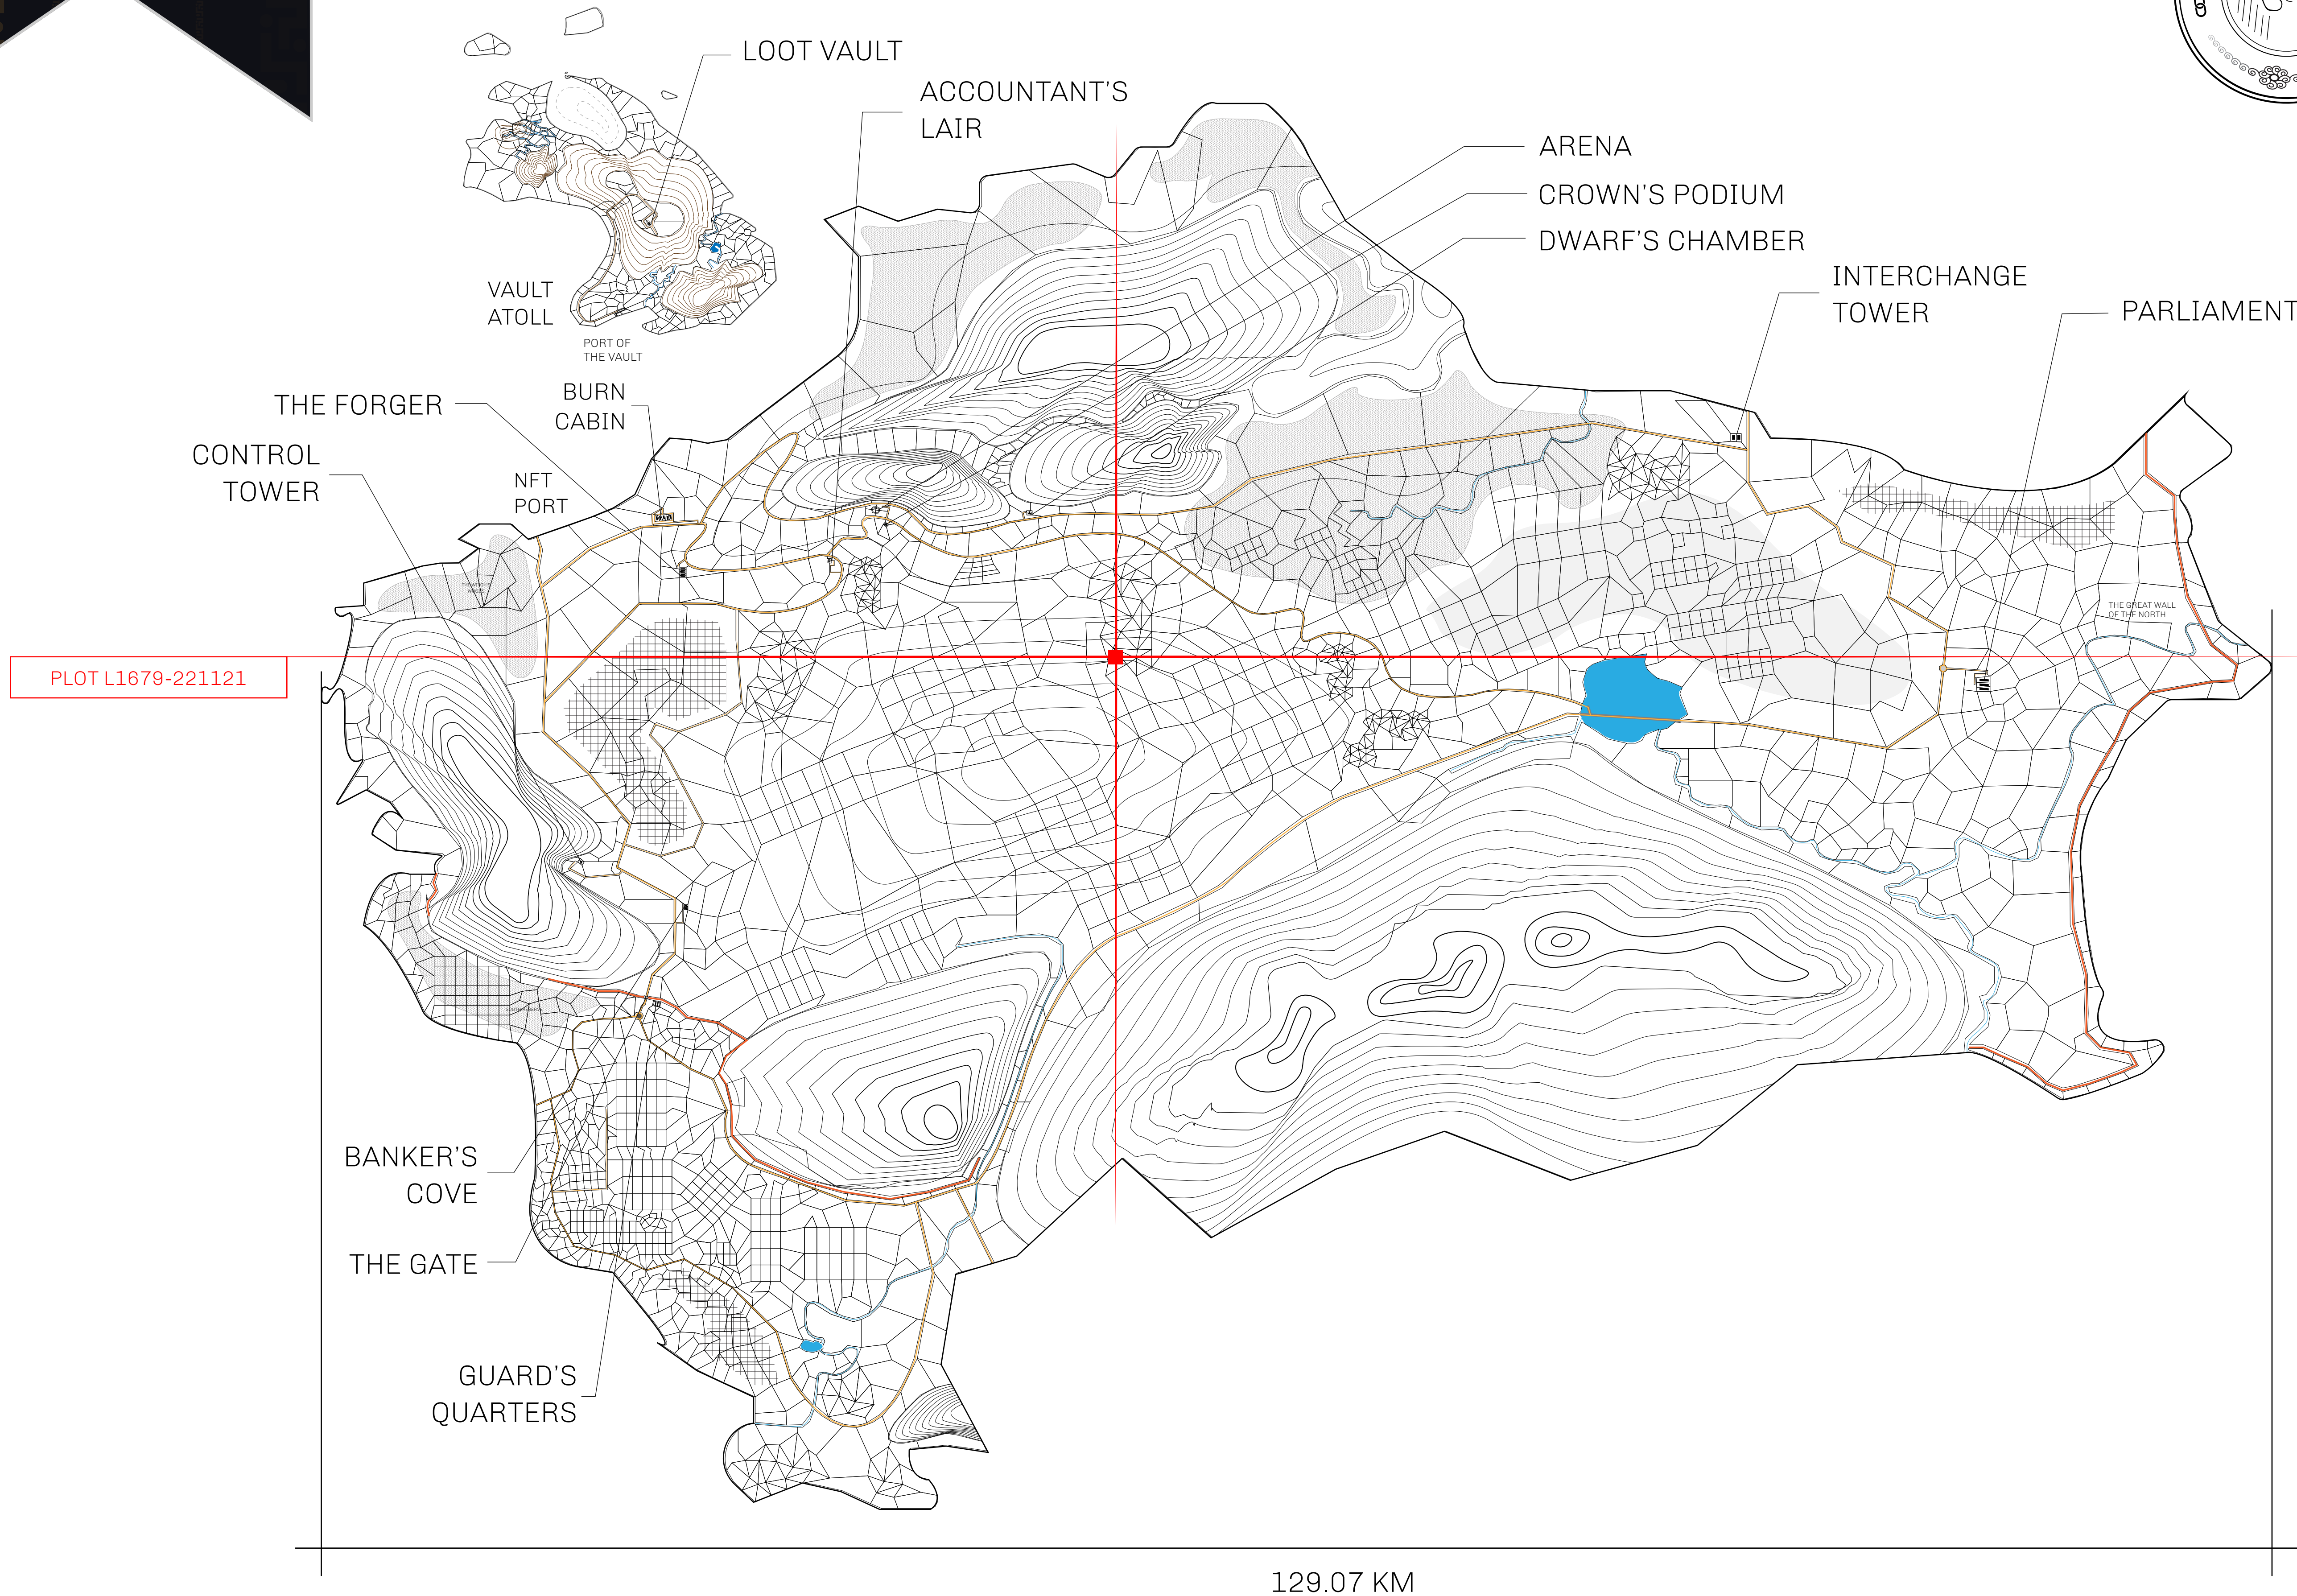 LOOT VAULT
ACCOUNTANT'S
LAIR
ARENA
CROWN'S PODIUM
DWARF'S CHAMBER
INTERCHANGE
TOWER
PARLIAMENT
VAULT
ATOLL
PORT OF
THE VAULT
BURN
CABIN
THE FORGER
CONTROL
TOWER
NFT
PORT
THE GREAT WALL
OF THE NORTH
PLOT L1679-221121
BANKER'S
COVE
THE GATE
GUARD'S
QUARTERS
129.07 KM